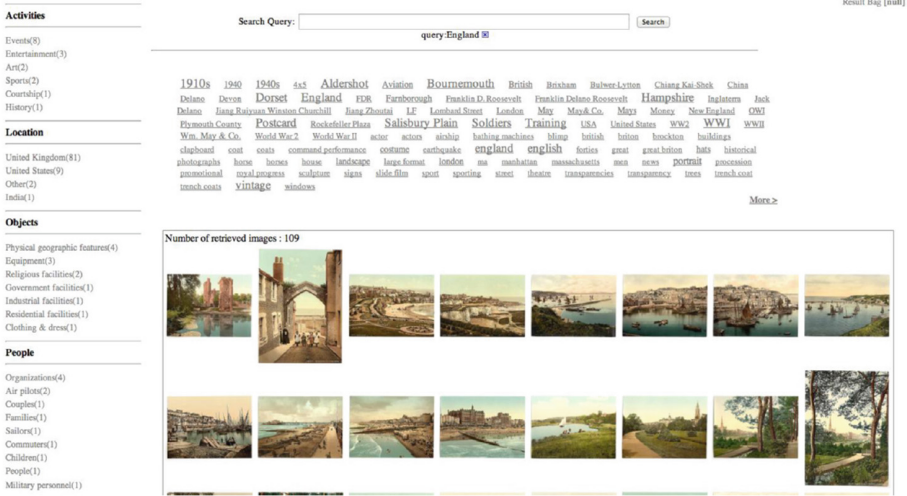 Result Bag [null]
Search Query:
Search
query:England
Activities
Events(8)
Entertainment(3)
Art(2)
Sports(2)
Courtship(1)
History(1)
Location
United Kingdom(81)
United States(9)
Other(2)
India(1)
Objects
Physical geographic features(4)
Equipment(3)
Religious facilities(2)
Government facilities(1)
Industrial facilities(1)
Residential facilities(1)
Clothing & dress(1)
People
Organizations(4)
Air pilots(2)
Couples(1)
Families(1)
Sailors(1)
Commuters(1)
Children(1)
People(1)
Military personnel(1)
1910s 1940 1940s 4x5 Aldershot Aviation Bournemouth British Brixham Bulwer-Lytton Chiang Kai-Shek China
Delano Devon Dorset England FDR Farnborough Franklin D. Roosevelt Franklin Delano Roosevelt Hampshire Inglaterra Jack
Delano Jiang Ruiyuan Winston Churchill Jiang Zhoutai LF Lombard Street London May May& Co. Mays Money New England OWI
Plymouth County Postcard Rockefeller Plaza Salisbury Plain Soldiers Training USA United States WW2 WWI WWII
Wm. May & Co. World War 2 World War II actor actors airship bathing machines blimp british briton brockton buildings
clapboard coat coats command performance costume earthquake england english forties great great briton hats historical
photographs horse horses house landscape large format london ma manhattan massachusetts men news portrait procession
promotional royal progress sculpture signs slide film sport sporting street theatre transparencies transparency trees trench coat
trench coats vintage windows
More >
Number of retrieved images : 109